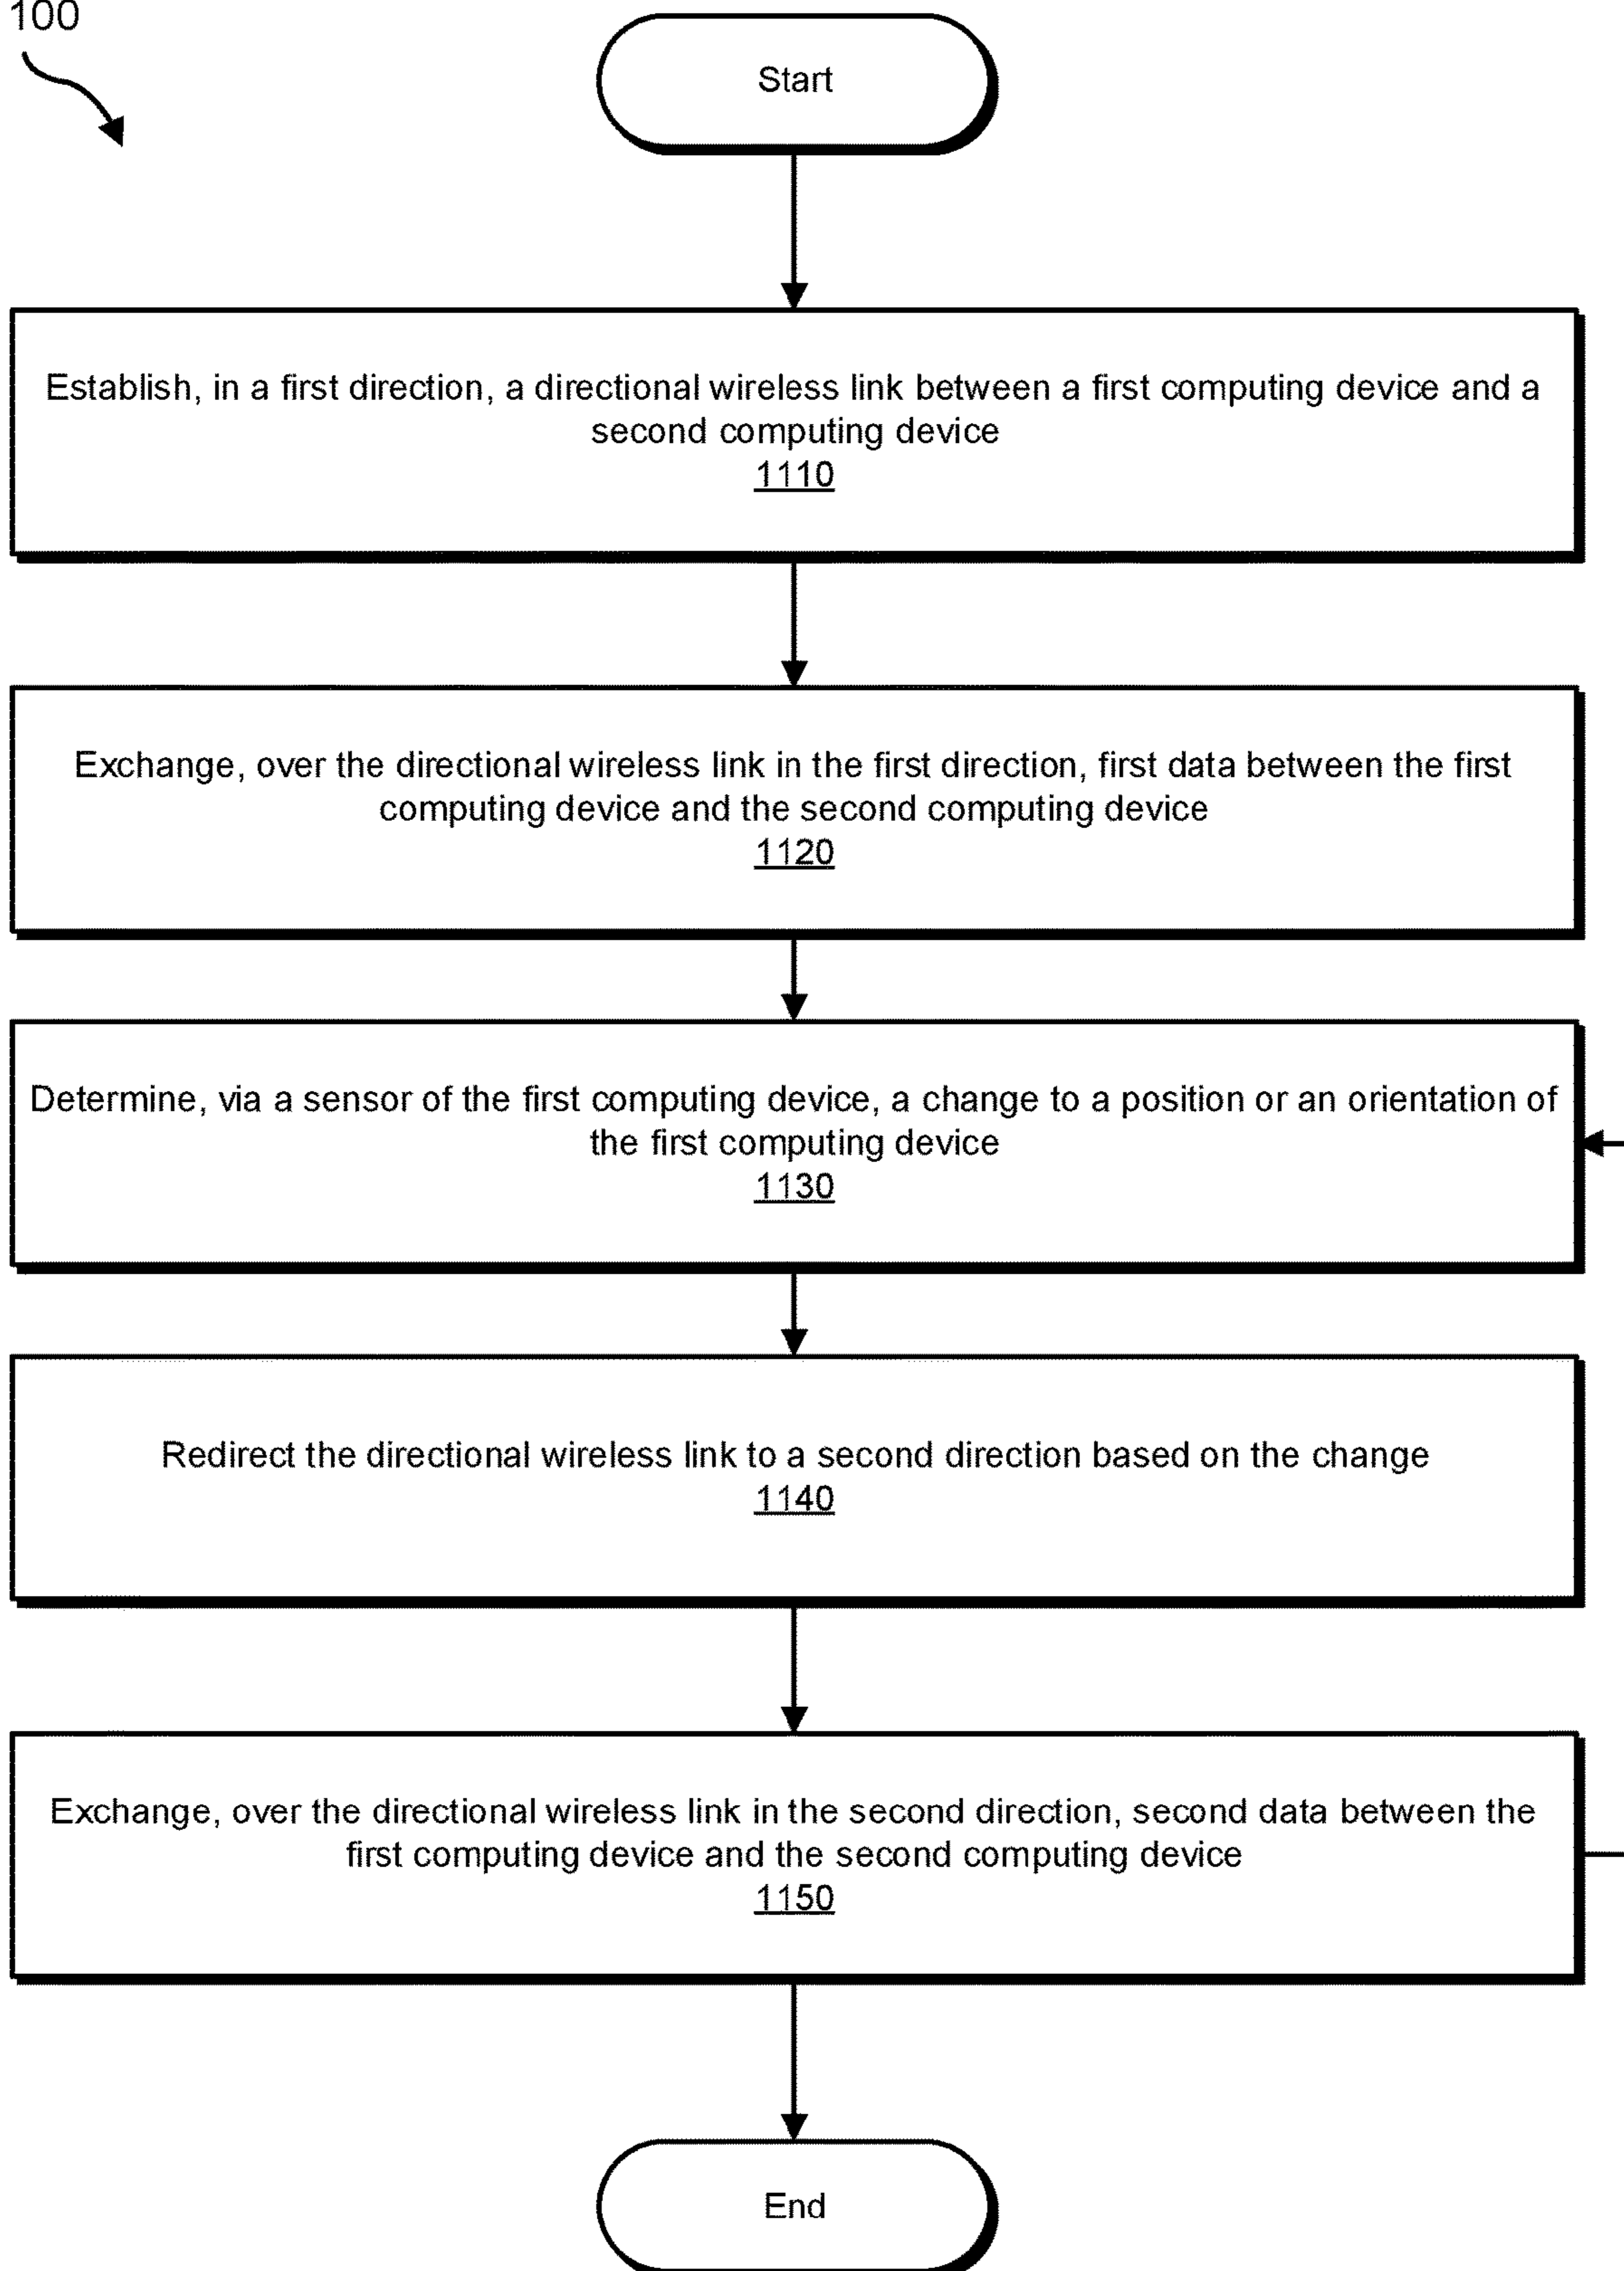 100
Start
Establish, in a first direction, a directional wireless link between a first computing device and a
second computing device
1110
Exchange, over the directional wireless link in the first direction, first data between the first
computing device and the second computing device
1120
Determine, via a sensor of the first computing device, a change to a position or an orientation of
the first computing device
1130
Redirect the directional wireless link to a second direction based on the change
1140
Exchange, over the directional wireless link in the second direction, second data between the
first computing device and the second computing device
1150
End